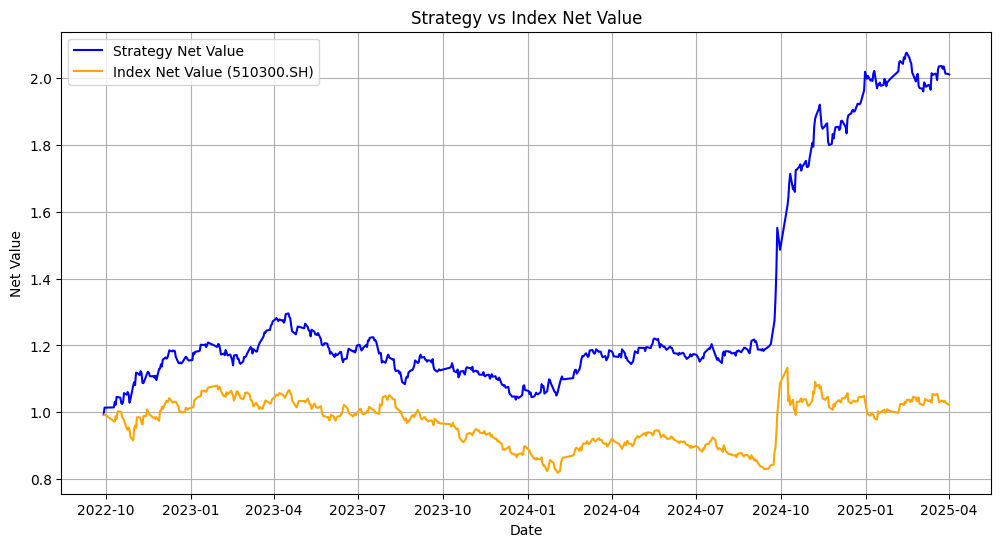 Strategy vs Index Net Value
Strategy Net Value
Index Net Value (510300.SH)
Net Value
2.0
1.8
1.6
1.4
1.2
1.0
0.8
2022-10 2023-01 2023-04 2023-07 2023-10 2024-01 2024-04 2024-07 2024-10 2025-01 2025-04
Date